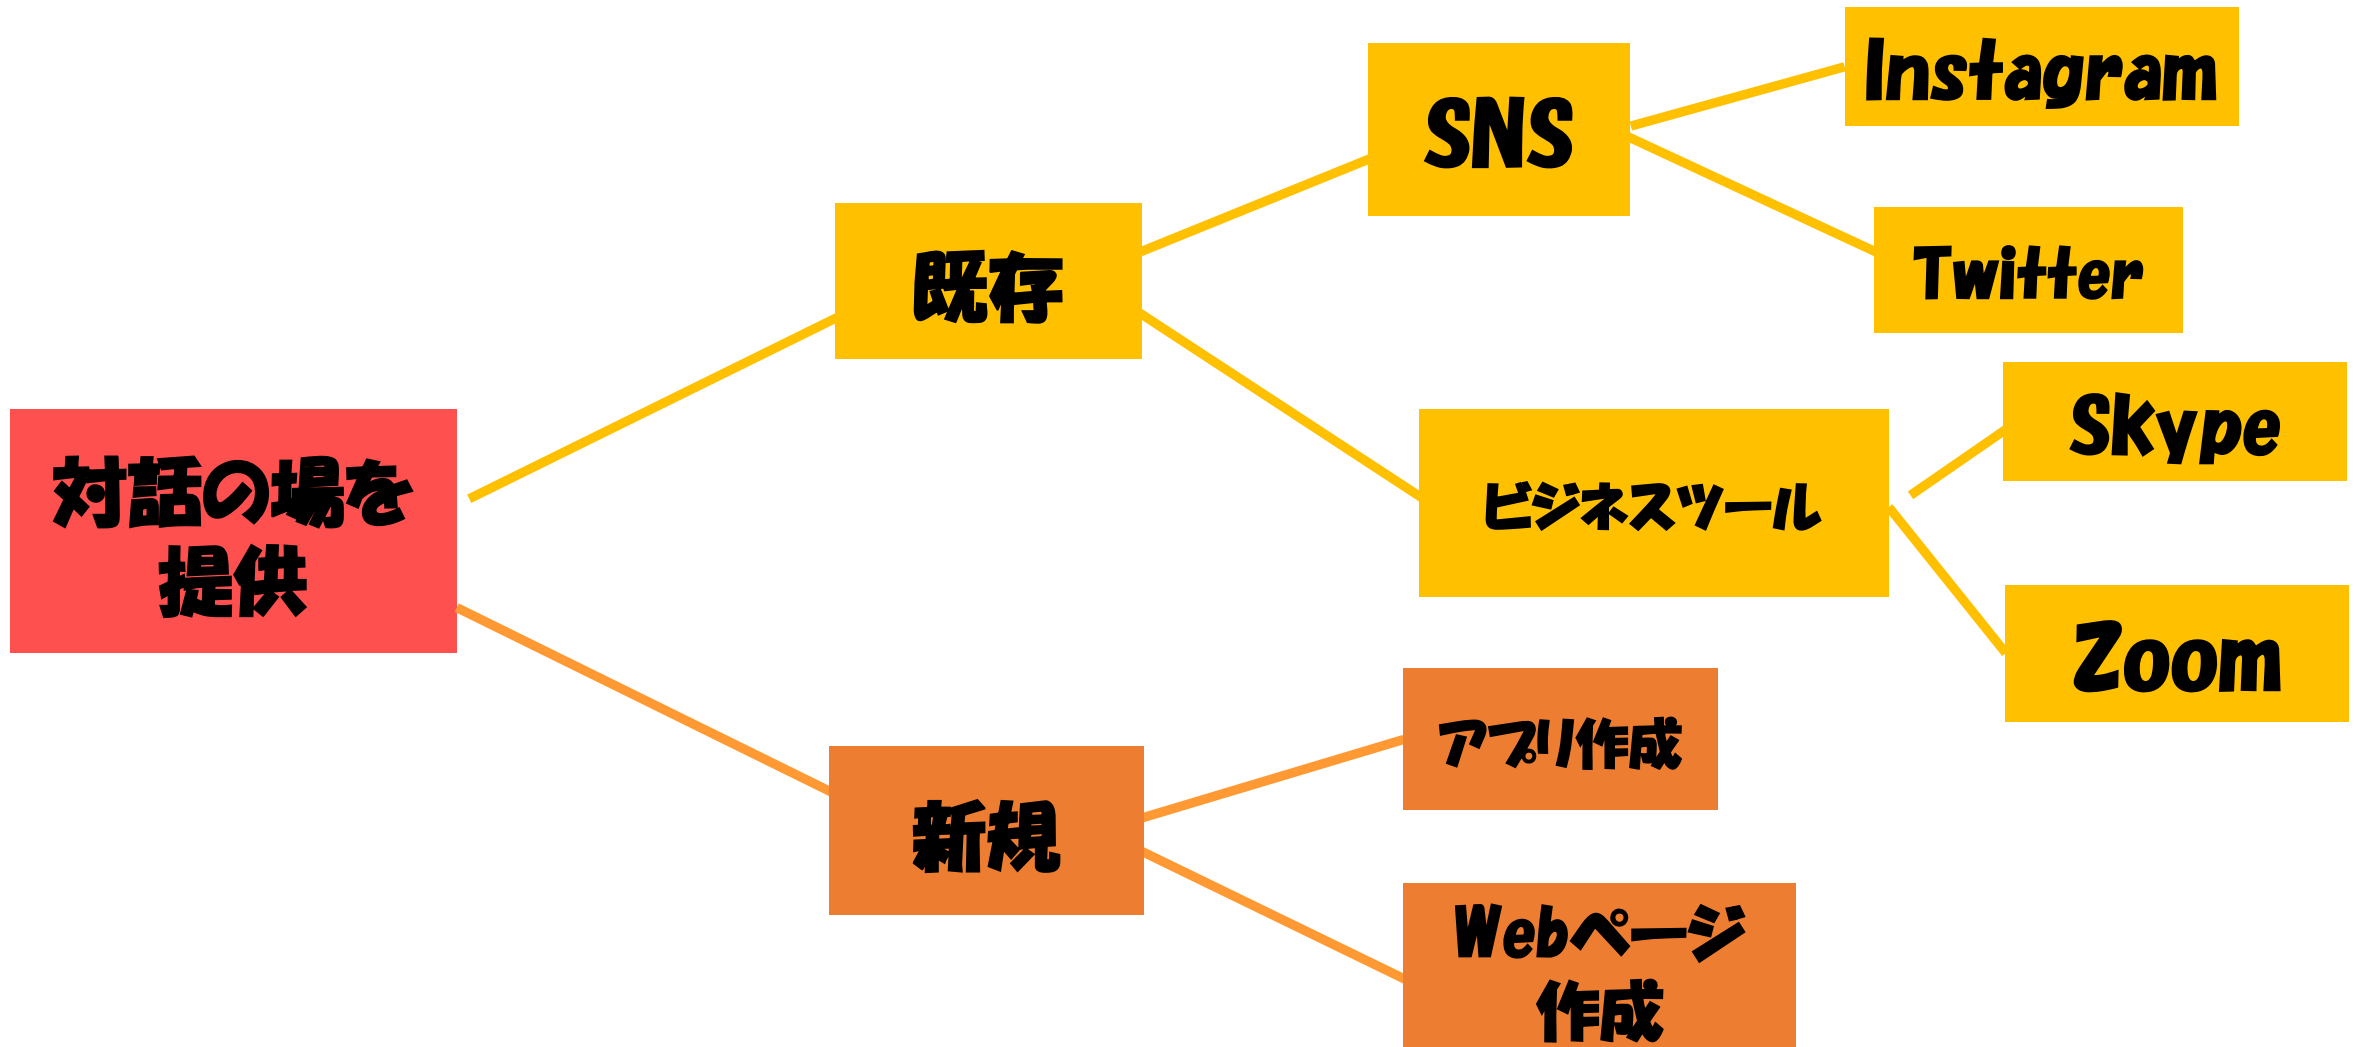 対話の場を
提供
既存
SNS
Instagram
Twitter
ビジネスツール
Skype
Zoom
新規
アプリ作成
Webページ
作成